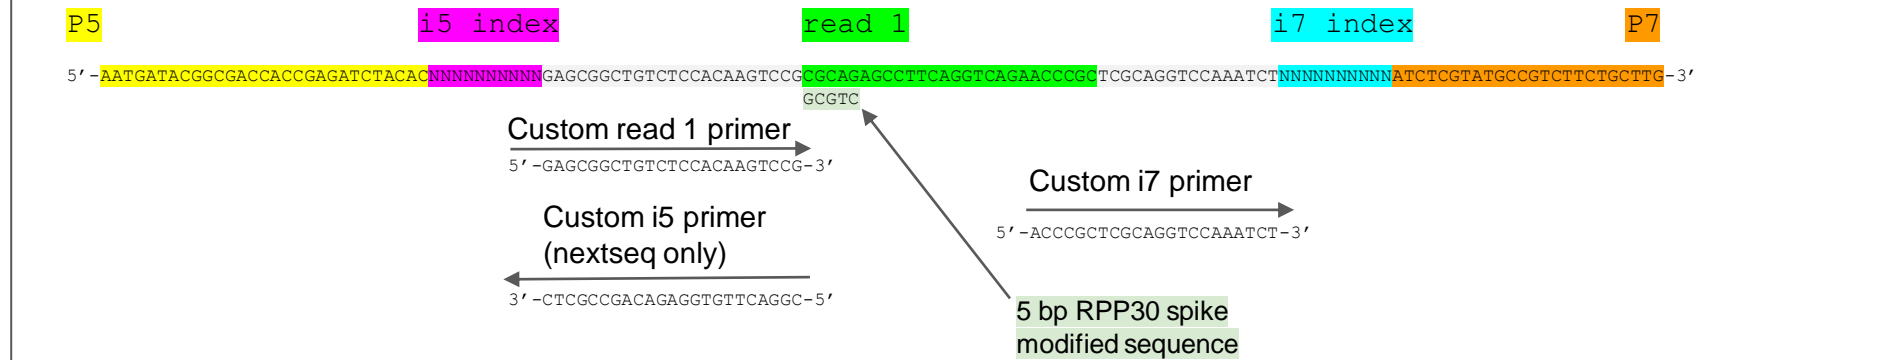 P5 i5 index read 1 i7 index P7
5’-AATGATACGGCGACCACCGAGATCTACACNNNNNNNNNNGAGCGGCTGTCTCCACAAGTCCGCGCAGAGCCTTCAGGTCAGAACCCGCTCGCAGGTCCAAATCTNNNNNNNNNNATCTCGTATGCCGTCTTCTGCTTG-3’
GCGTC
Custom read 1 primer
5’-GAGCGGCTGTCTCCACAAGTCCG-3’
Custom i5 primer
(nextseq only)
3’-CTCGCCGACAGAGGTGTTCAGGC-5’
Custom i7 primer
5’-ACCCGCTCGCAGGTCCAAATCT-3’
5 bp RPP30 spike
modified sequence